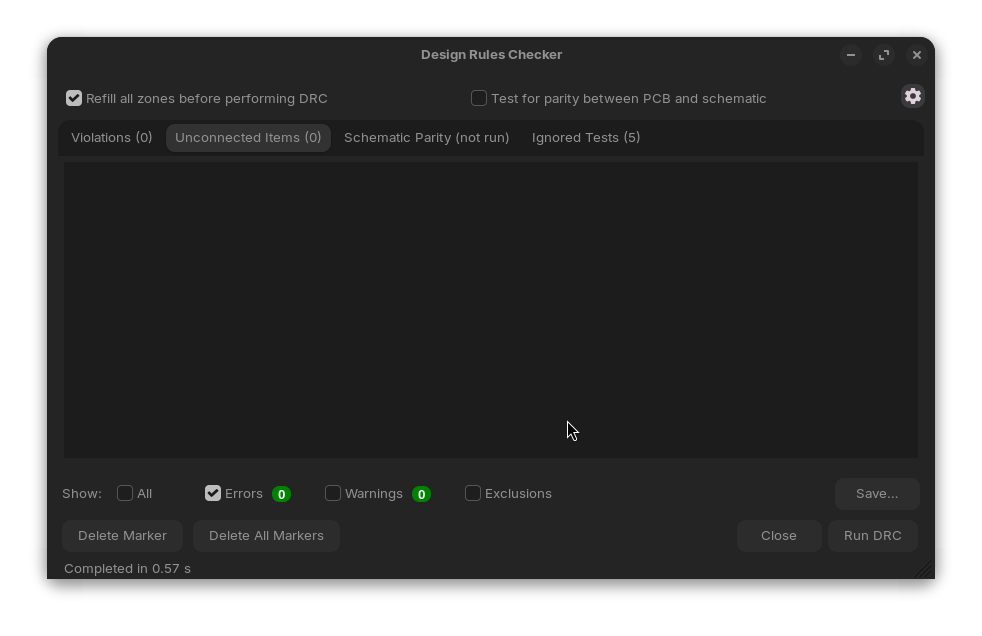 Design Rules Checker
Refill all zones before performing DRC Test for parity between PCB and schematic
Violations (0) Unconnected Items (0) Schematic Parity (not run) Ignored Tests (5)
Show: All Errors 0 Warnings 0 Exclusions Save...
Delete Marker Delete All Markers Close Run DRC
Completed in 0.57 s